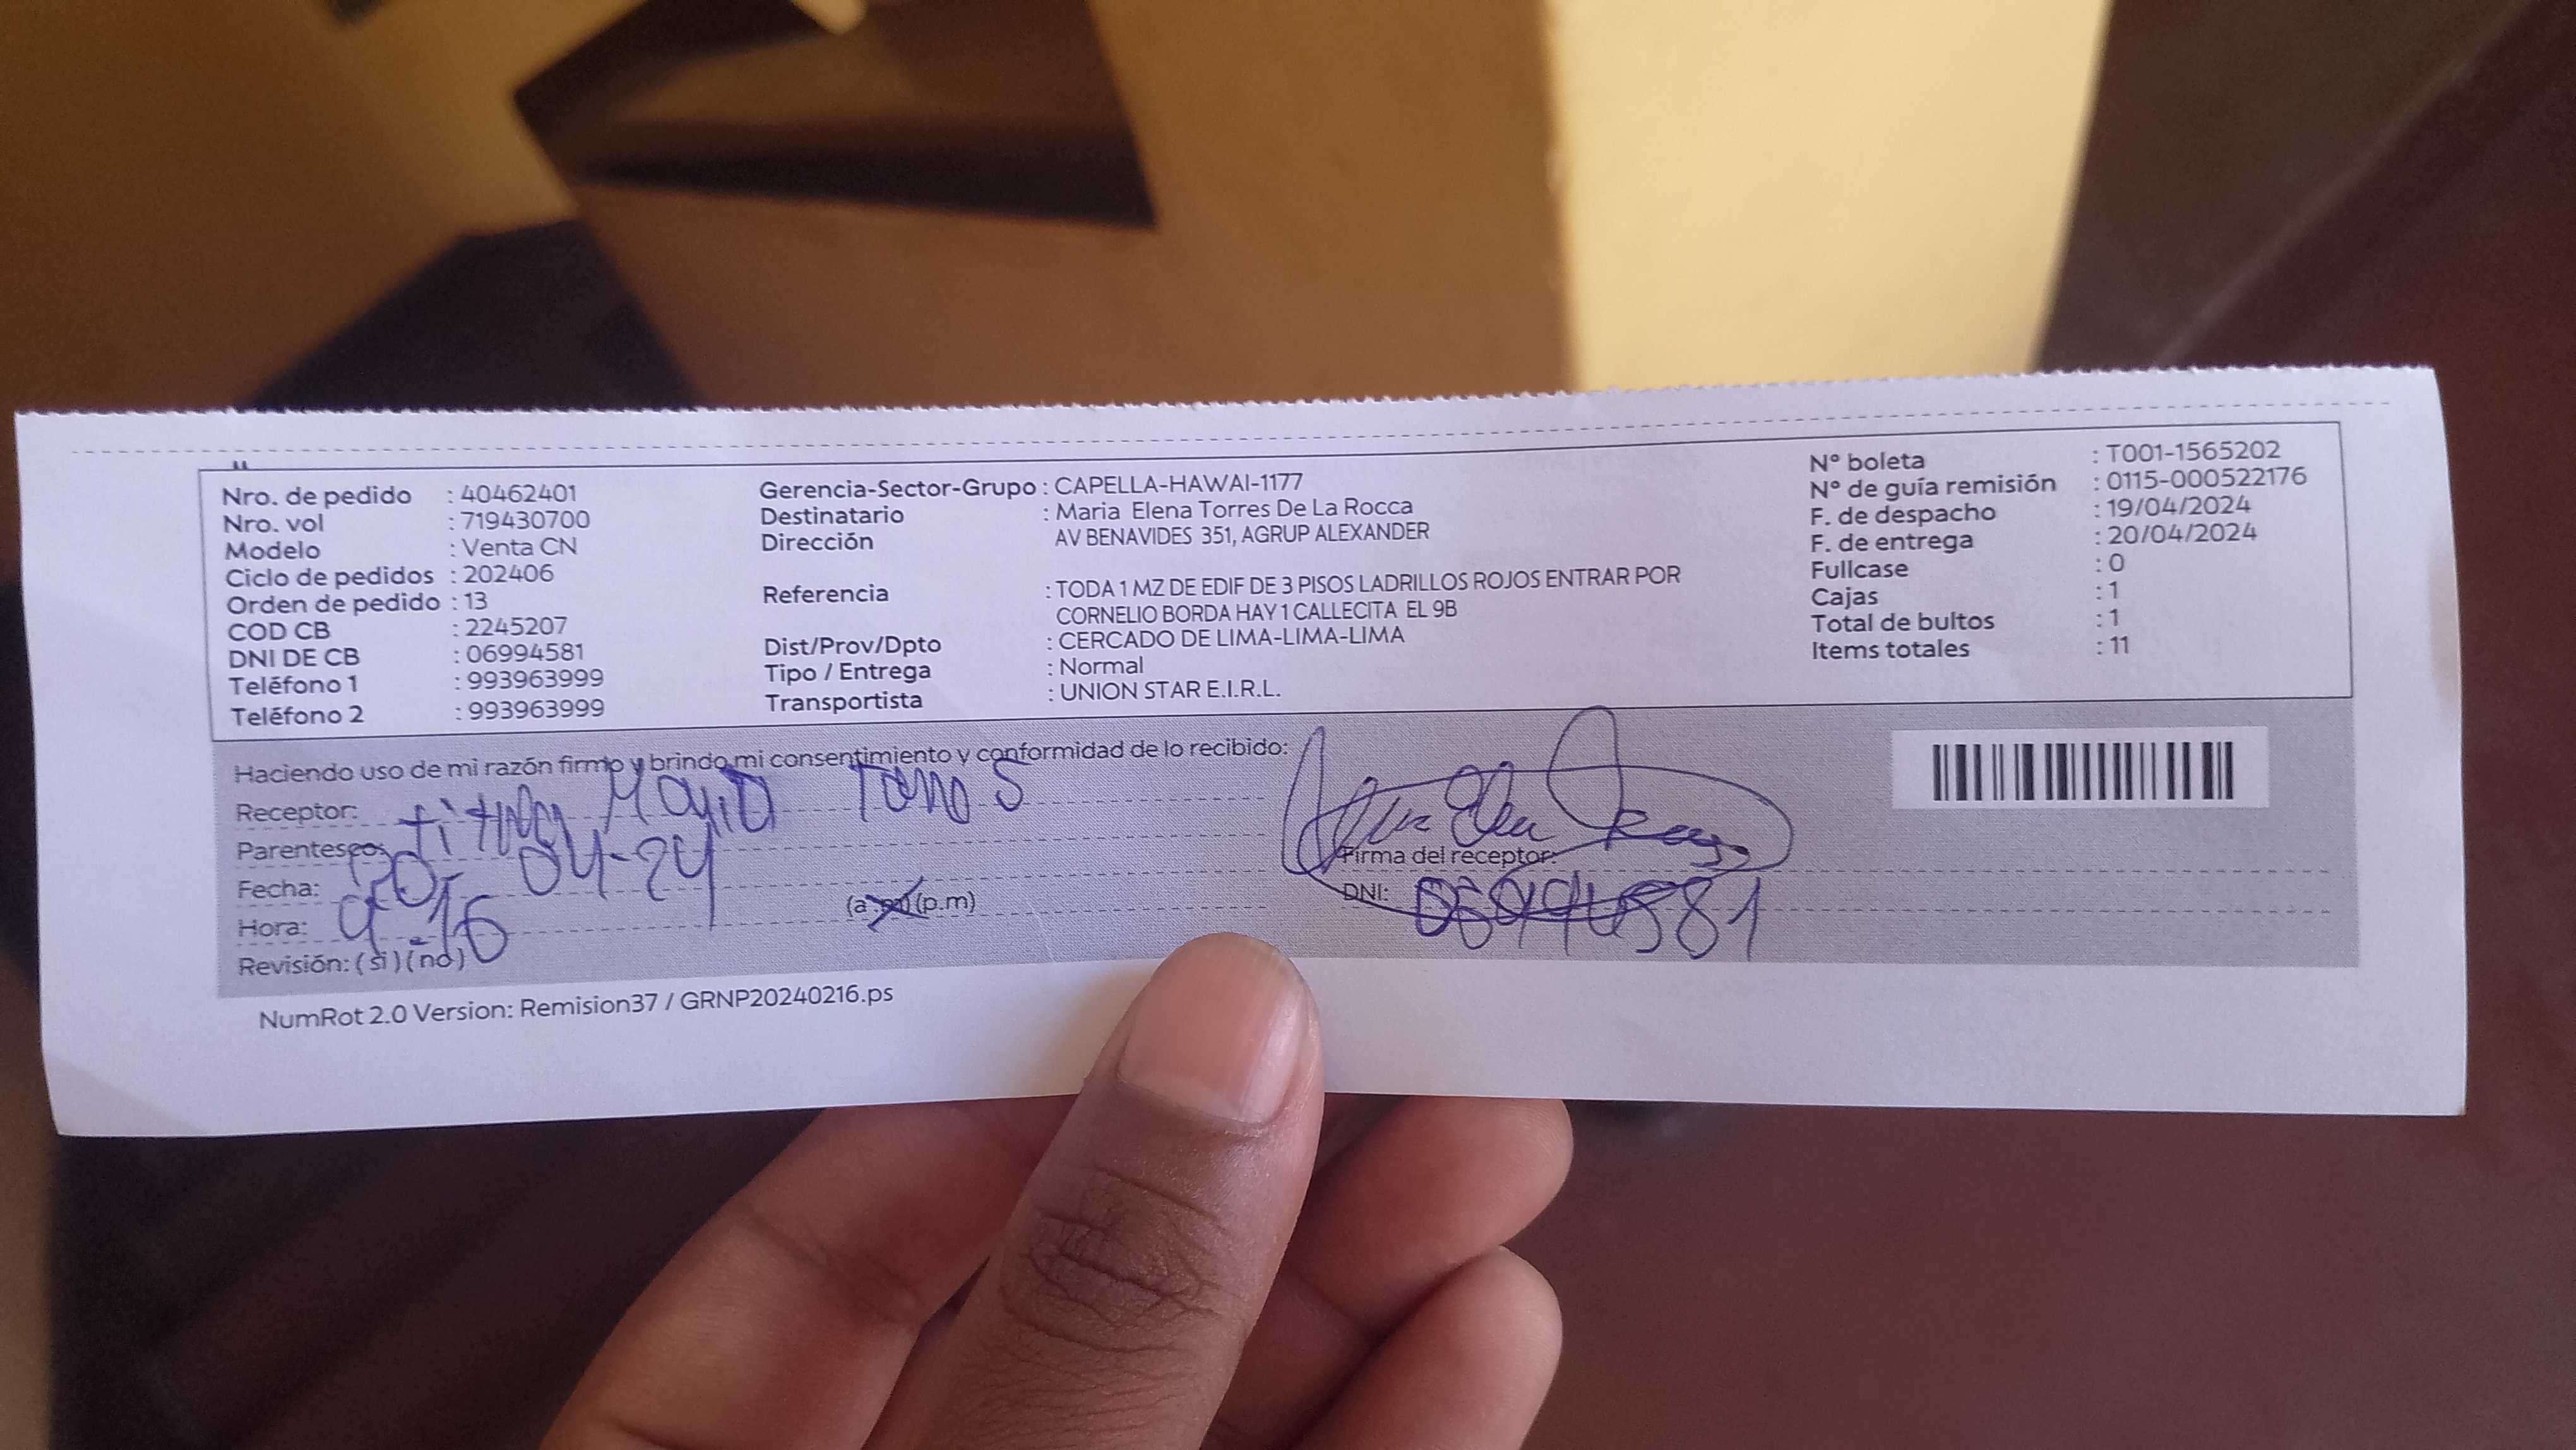 Nro. de pedido : 40462401
Nro. vol : 719430700
Modelo : Venta CN
Ciclo de pedidos : 202406
Orden de pedido : 13
COD CB : 2245207
DNI DE CB : 06994581
Teléfono 1 : 993963999
Teléfono 2 : 993963999
Gerencia-Sector-Grupo : CAPELLA-HAWAI-1177
Destinatario : Maria Elena Torres De La Rocca
Dirección AV BENAVIDES 351, AGRUP ALEXANDER
Referencia : TODA 1 MZ DE EDIF DE 3 PISOS LADRILLOS ROJOS ENTRAR POR
CORNELIO BORDA HAY 1 CALLECITA EL 9B
Dist/Prov/Dpto : CERCADO DE LIMA-LIMA-LIMA
Tipo / Entrega : Normal
Transportista : UNION STAR E.I.R.L.
N° boleta : T001-1565202
N° de guía remisión : 0115-000522176
F. de despacho : 19/04/2024
F. de entrega : 20/04/2024
Fullcase : 0
Cajas : 1
Total de bultos : 1
Items totales : 11
Haciendo uso de mi razón firmo y brindo mi consentimiento y conformidad de lo recibido:
Receptor: titular Maria Torres
Parentesco:
Fecha: 20-04-24
Hora: 9:16 (a.m) (p.m)
Revisión: (si) (no)
Firma del receptor:
DNI: 06994581
NumRot 2.0 Version: Remision37 / GRNP20240216.ps